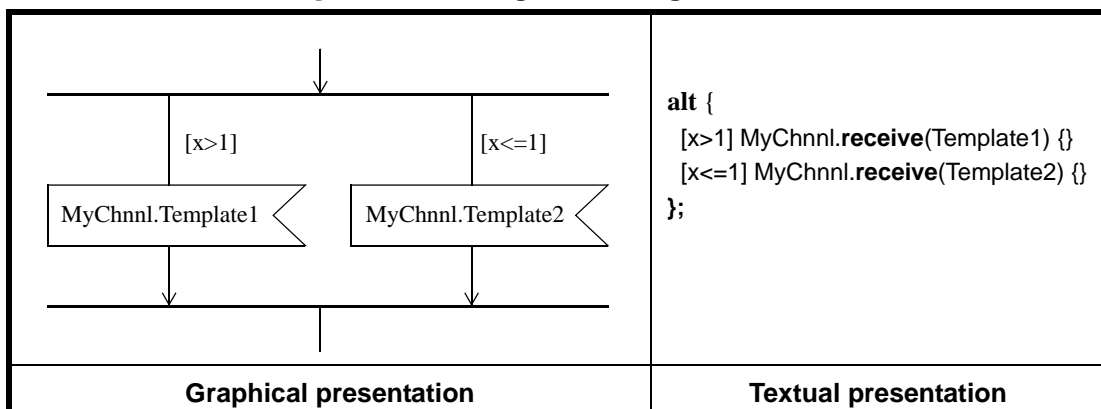 [x>1] [x<=1]
MyChnnl.Template1 MyChnnl.Template2
alt {
[x>1] MyChnnl.receive(Template1) {}
[x<=1] MyChnnl.receive(Template2) {}
};
Graphical presentation Textual presentation